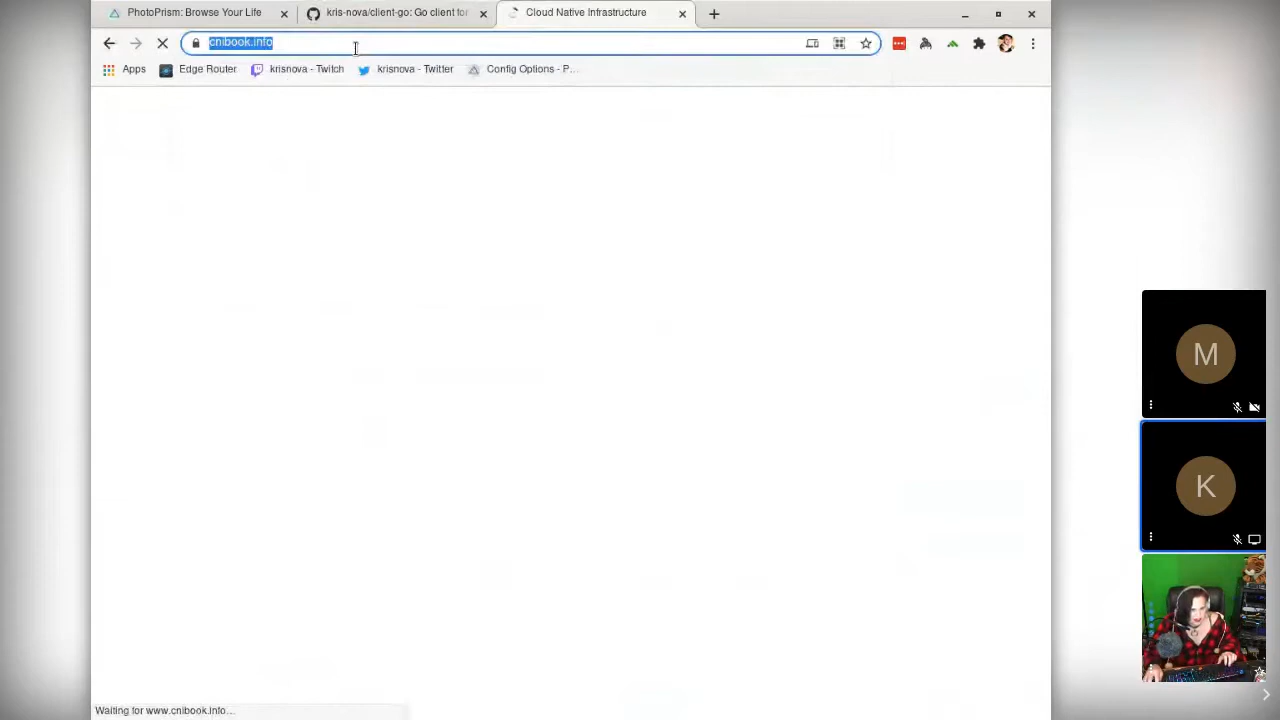 PhotoPrism: Browse Your Life
kris-nova/client-go: Go client for
Cloud Native Infrastructure
cnibook.info
Apps
Edge Router
krisnova - Twitch
krisnova - Twitter
Config Options - P...
M
K
Waiting for www.cnibook.info...